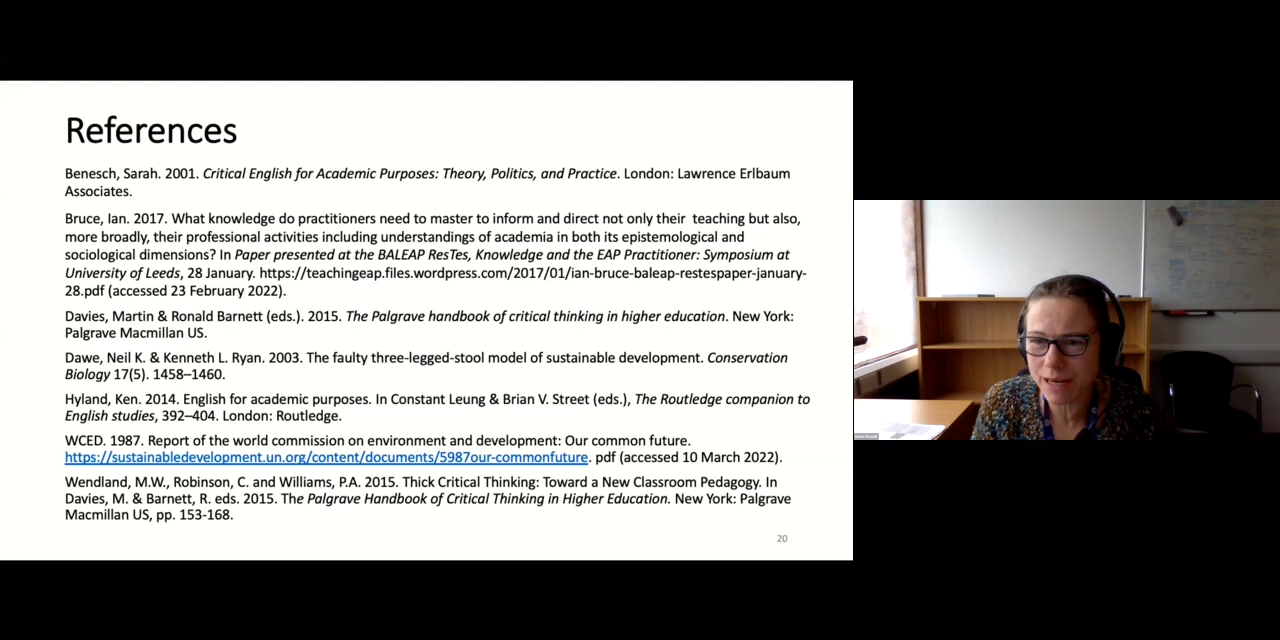 References
Benesch, Sarah. 2001. Critical English for Academic Purposes: Theory, Politics, and Practice. London: Lawrence Erlbaum
Associates.
Bruce, Ian. 2017. What knowledge do practitioners need to master to inform and direct not only their  teaching but also,
more broadly, their professional activities including understandings of academia in both its epistemological and
sociological dimensions? In Paper presented at the BALEAP ResTes, Knowledge and the EAP Practitioner: Symposium at
University of Leeds, 28 January. https://teachingeap.files.wordpress.com/2017/01/ian-bruce-baleap-restespaper-january-
28.pdf (accessed 23 February 2022).
Davies, Martin & Ronald Barnett (eds.). 2015. The Palgrave handbook of critical thinking in higher education. New York:
Palgrave Macmillan US.
Dawe, Neil K. & Kenneth L. Ryan. 2003. The faulty three-legged-stool model of sustainable development. Conservation
Biology 17(5). 1458–1460.
Hyland, Ken. 2014. English for academic purposes. In Constant Leung & Brian V. Street (eds.), The Routledge companion to
English studies, 392–404. London: Routledge.
WCED. 1987. Report of the world commission on environment and development: Our common future.
https://sustainabledevelopment.un.org/content/documents/5987our-commonfuture. pdf (accessed 10 March 2022).
Wendland, M.W., Robinson, C. and Williams, P.A. 2015. Thick Critical Thinking: Toward a New Classroom Pedagogy. In
Davies, M. & Barnett, R. eds. 2015. The Palgrave Handbook of Critical Thinking in Higher Education. New York: Palgrave
Macmillan US, pp. 153-168.
20